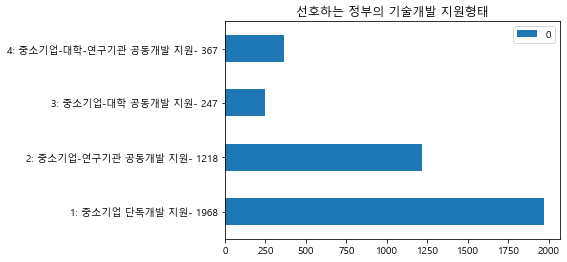 선호하는 정부의 기술개발 지원형태
0
4: 중소기업-대학-연구기관 공동개발 지원- 367
3: 중소기업-대학 공동개발 지원- 247
2: 중소기업-연구기관 공동개발 지원- 1218
1: 중소기업 단독개발 지원- 1968
0 250 500 750 1000 1250 1500 1750 2000